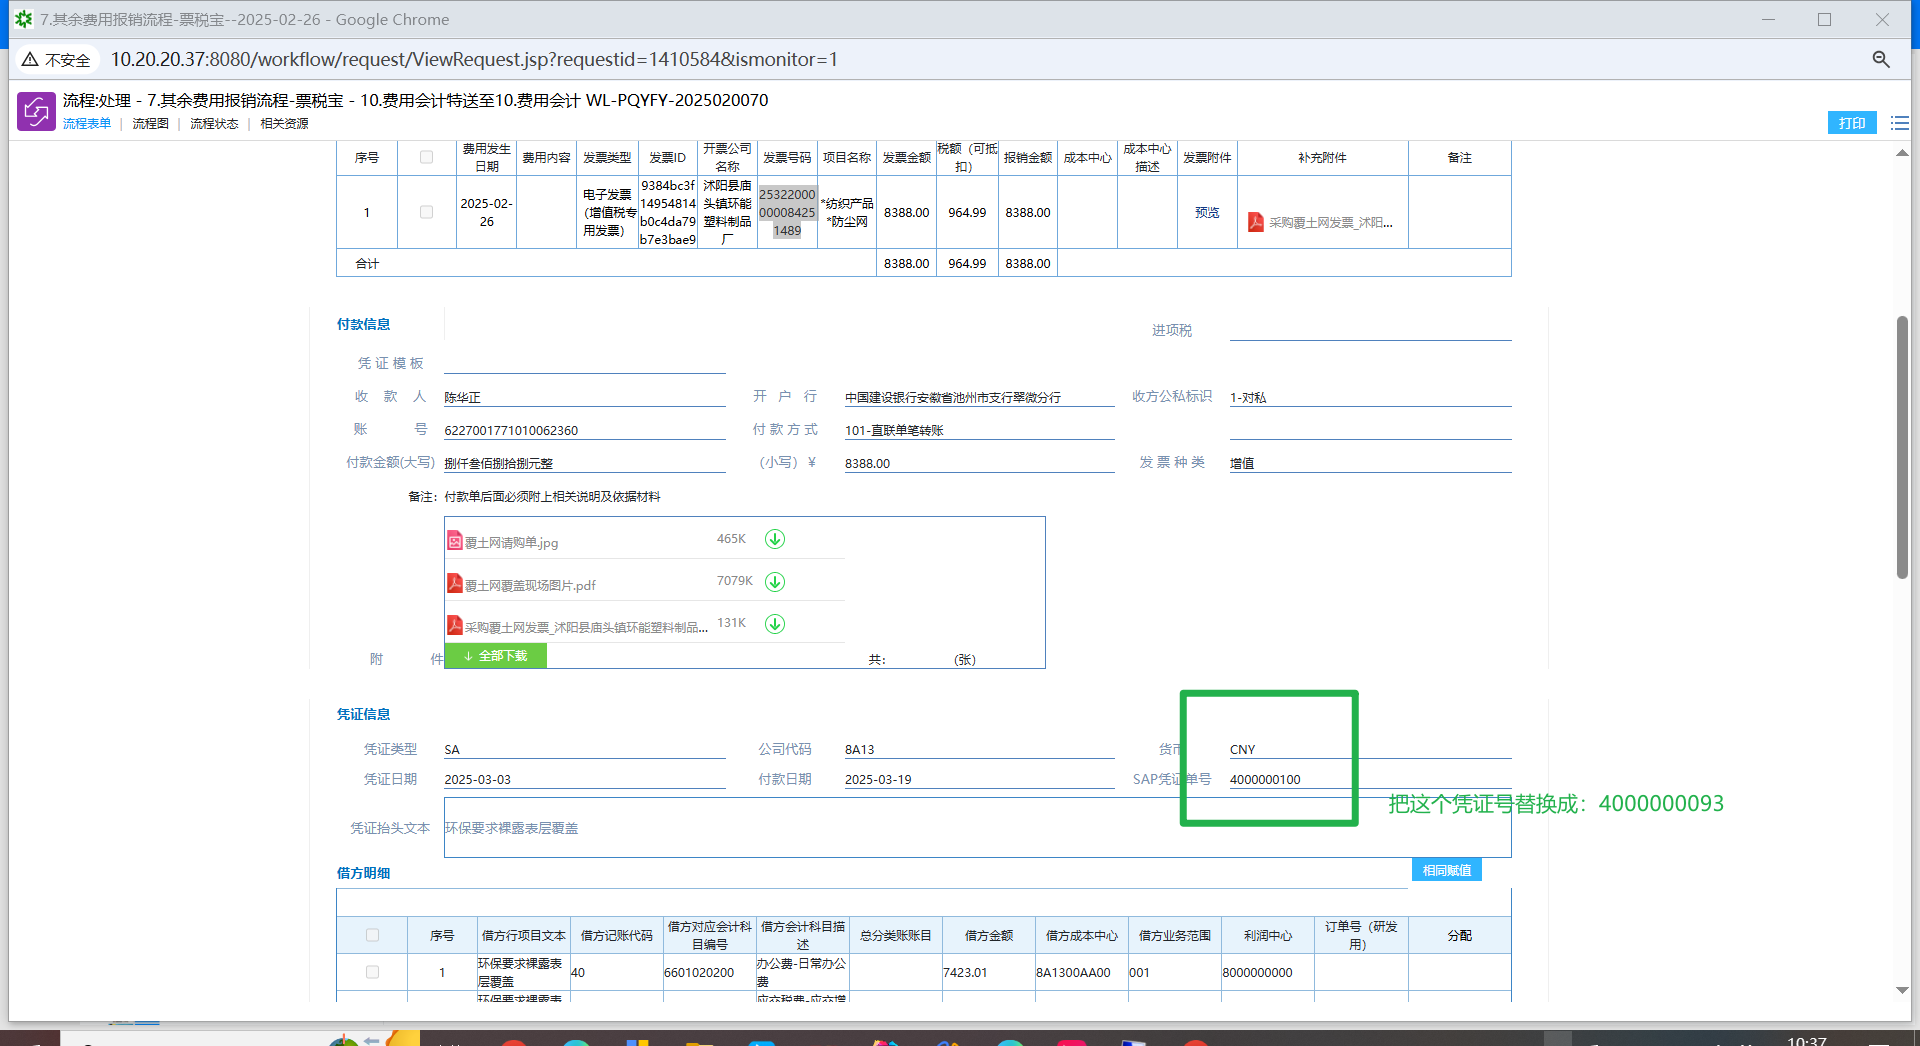 7.其余费用报销流程-票税宝--2025-02-26 - Google Chrome
不安全 10.20.20.37:8080/workflow/request/ViewRequest.jsp?requestid=1410584&ismonitor=1
流程:处理 - 7.其余费用报销流程-票税宝 - 10.费用会计特送至10.费用会计 WL-PQYFY-2025020070
流程表单 | 流程图 | 流程状态 | 相关资源
打印
序号 费用发生日期 费用内容 发票类型 发票ID 开票公司名称 发票号码 项目名称 发票金额 税额（可抵扣） 报销金额 成本中心 成本中心描述 发票附件 补充附件 备注
1 2025-02-26 电子发票（增值税专用发票） 9384bc3f14954814b0c4da79b7e3bae9 沭阳县庙头镇环能塑料制品厂 25322000000084251489 *纺织产品*防尘网 8388.00 964.99 8388.00 预览 采购覆土网发票_沭阳...
合计 8388.00 964.99 8388.00
付款信息
进项税
凭证模板
收款人 陈华正 开户行 中国建设银行安徽省池州市支行翠微分行 收方公私标识 1-对私
账号 6227001771010062360 付款方式 101-直联单笔转账
付款金额(大写) 捌仟叁佰捌拾捌元整 (小写) ¥ 8388.00 发票种类 增值
备注: 付款单后面必须附上相关说明及依据材料
覆土网请购单.jpg 465K
覆土网覆盖现场图片.pdf 7079K
采购覆土网发票_沭阳县庙头镇环能塑料制品... 131K
附件 全部下载 共: (张)
凭证信息
凭证类型 SA 公司代码 8A13 货币 CNY
凭证日期 2025-03-03 付款日期 2025-03-19 SAP凭证单号 4000000100
把这个凭证号替换成：4000000093
凭证抬头文本 环保要求裸露表层覆盖
借方明细 相同赋值
序号 借方行项目文本 借方记账代码 借方对应会计科目编号 借方会计科目描述 总分类账账目 借方金额 借方成本中心 借方业务范围 利润中心 订单号（研发用） 分配
1 环保要求裸露表层覆盖 40 6601020200 办公费-日常办公费 7423.01 8A1300AA00 001 8000000000
环保要求裸露表 应交税费-应交增
10:37